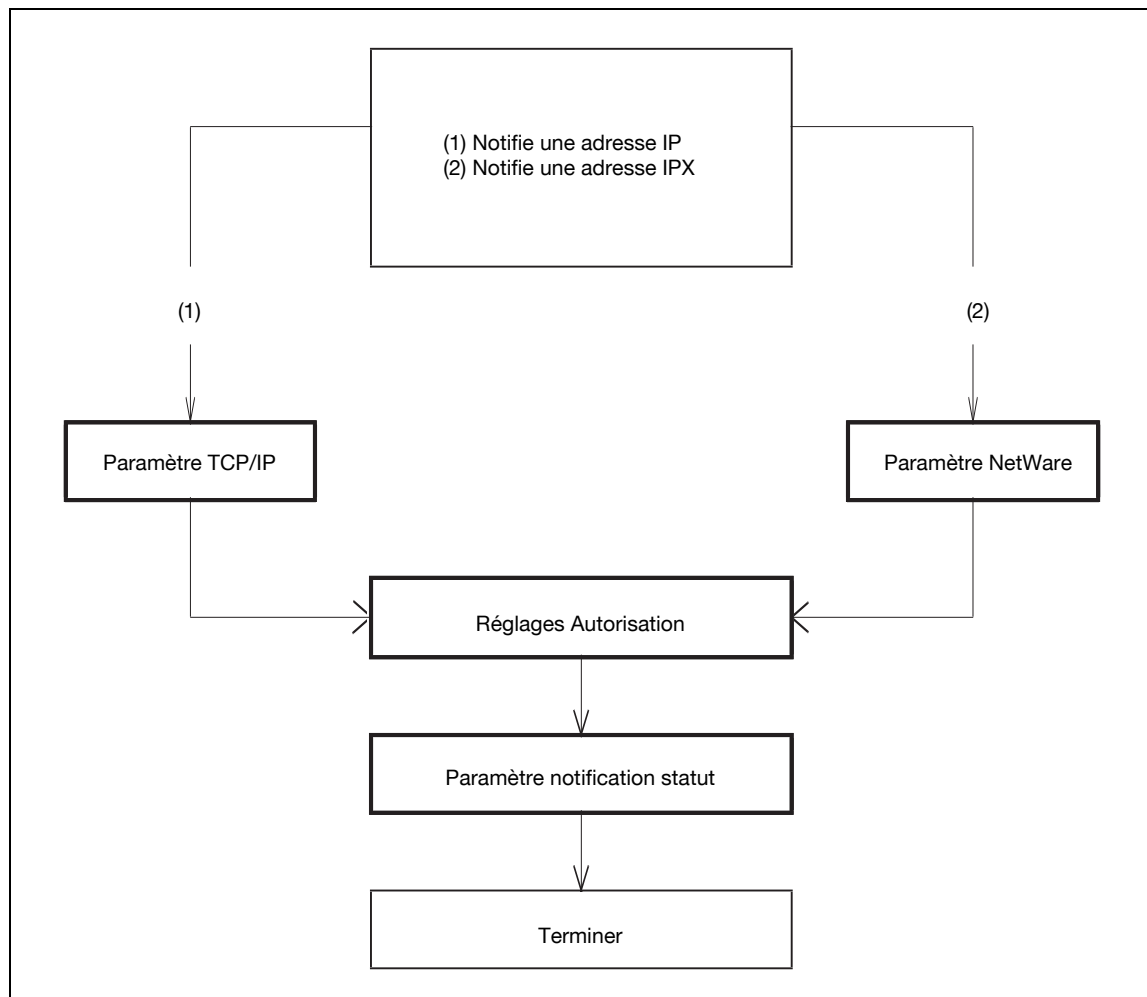 (1) Notifie une adresse IP
(2) Notifie une adresse IPX
(1)
(2)
Paramètre TCP/IP
Paramètre NetWare
Réglages Autorisation
Paramètre notification statut
Terminer